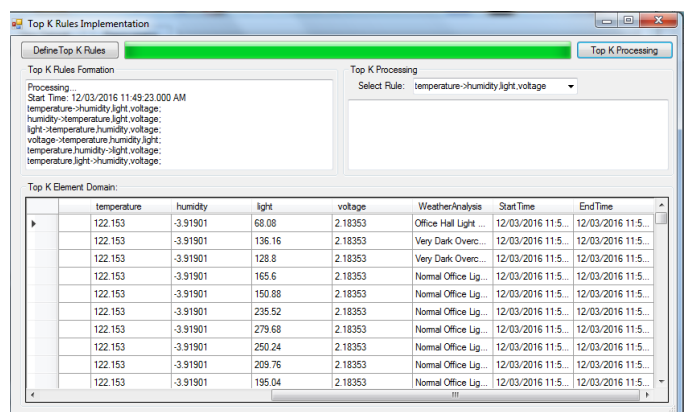 Top K Rules Implementation
Define Top K Rules
Top K Processing
Top K Rules Formation
Top K Processing
Processing...
Start Time: 12/03/2016 11:49:23.000 AM
temperature->humidity,light,voltage;
humidity->temperature,light,voltage;
light->temperature,humidity,voltage;
voltage->temperature,humidity,light;
temperature,humidity->light,voltage;
temperature,light->humidity,voltage;
Select Rule: temperature->humidity,light,voltage
Top K Element Domain:
temperature humidity light voltage WeatherAnalysis StartTime EndTime
122.153 -3.91901 68.08 2.18353 Office Hall Light ... 12/03/2016 11:5... 12/03/2016 11:5...
122.153 -3.91901 136.16 2.18353 Very Dark Overc... 12/03/2016 11:5... 12/03/2016 11:5...
122.153 -3.91901 128.8 2.18353 Very Dark Overc... 12/03/2016 11:5... 12/03/2016 11:5...
122.153 -3.91901 165.6 2.18353 Normal Office Lig... 12/03/2016 11:5... 12/03/2016 11:5...
122.153 -3.91901 150.88 2.18353 Normal Office Lig... 12/03/2016 11:5... 12/03/2016 11:5...
122.153 -3.91901 235.52 2.18353 Normal Office Lig... 12/03/2016 11:5... 12/03/2016 11:5...
122.153 -3.91901 279.68 2.18353 Normal Office Lig... 12/03/2016 11:5... 12/03/2016 11:5...
122.153 -3.91901 250.24 2.18353 Normal Office Lig... 12/03/2016 11:5... 12/03/2016 11:5...
122.153 -3.91901 209.76 2.18353 Normal Office Lig... 12/03/2016 11:5... 12/03/2016 11:5...
122.153 -3.91901 195.04 2.18353 Normal Office Lig... 12/03/2016 11:5... 12/03/2016 11:5...